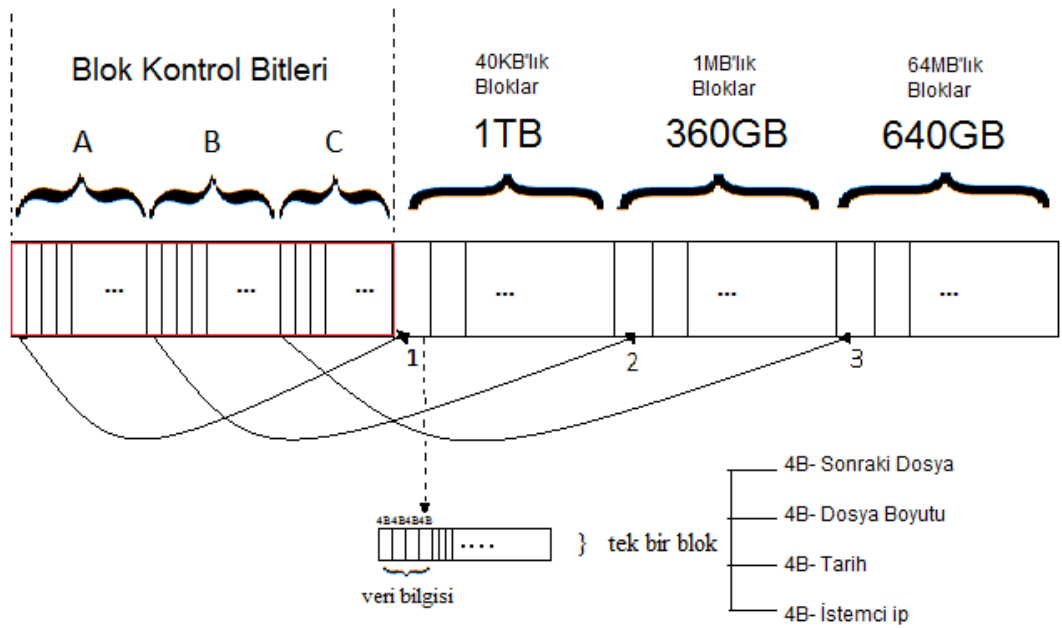 Blok Kontrol Bitleri
40KB'lık
Bloklar
1MB'lık
Bloklar
64MB'lık
Bloklar
A
B
C
1TB
360GB
640GB
...
...
...
...
...
...
1
2
3
4B4B4B4B
....
} tek bir blok
veri bilgisi
4B- Sonraki Dosya
4B- Dosya Boyutu
4B- Tarih
4B- İstemci ip